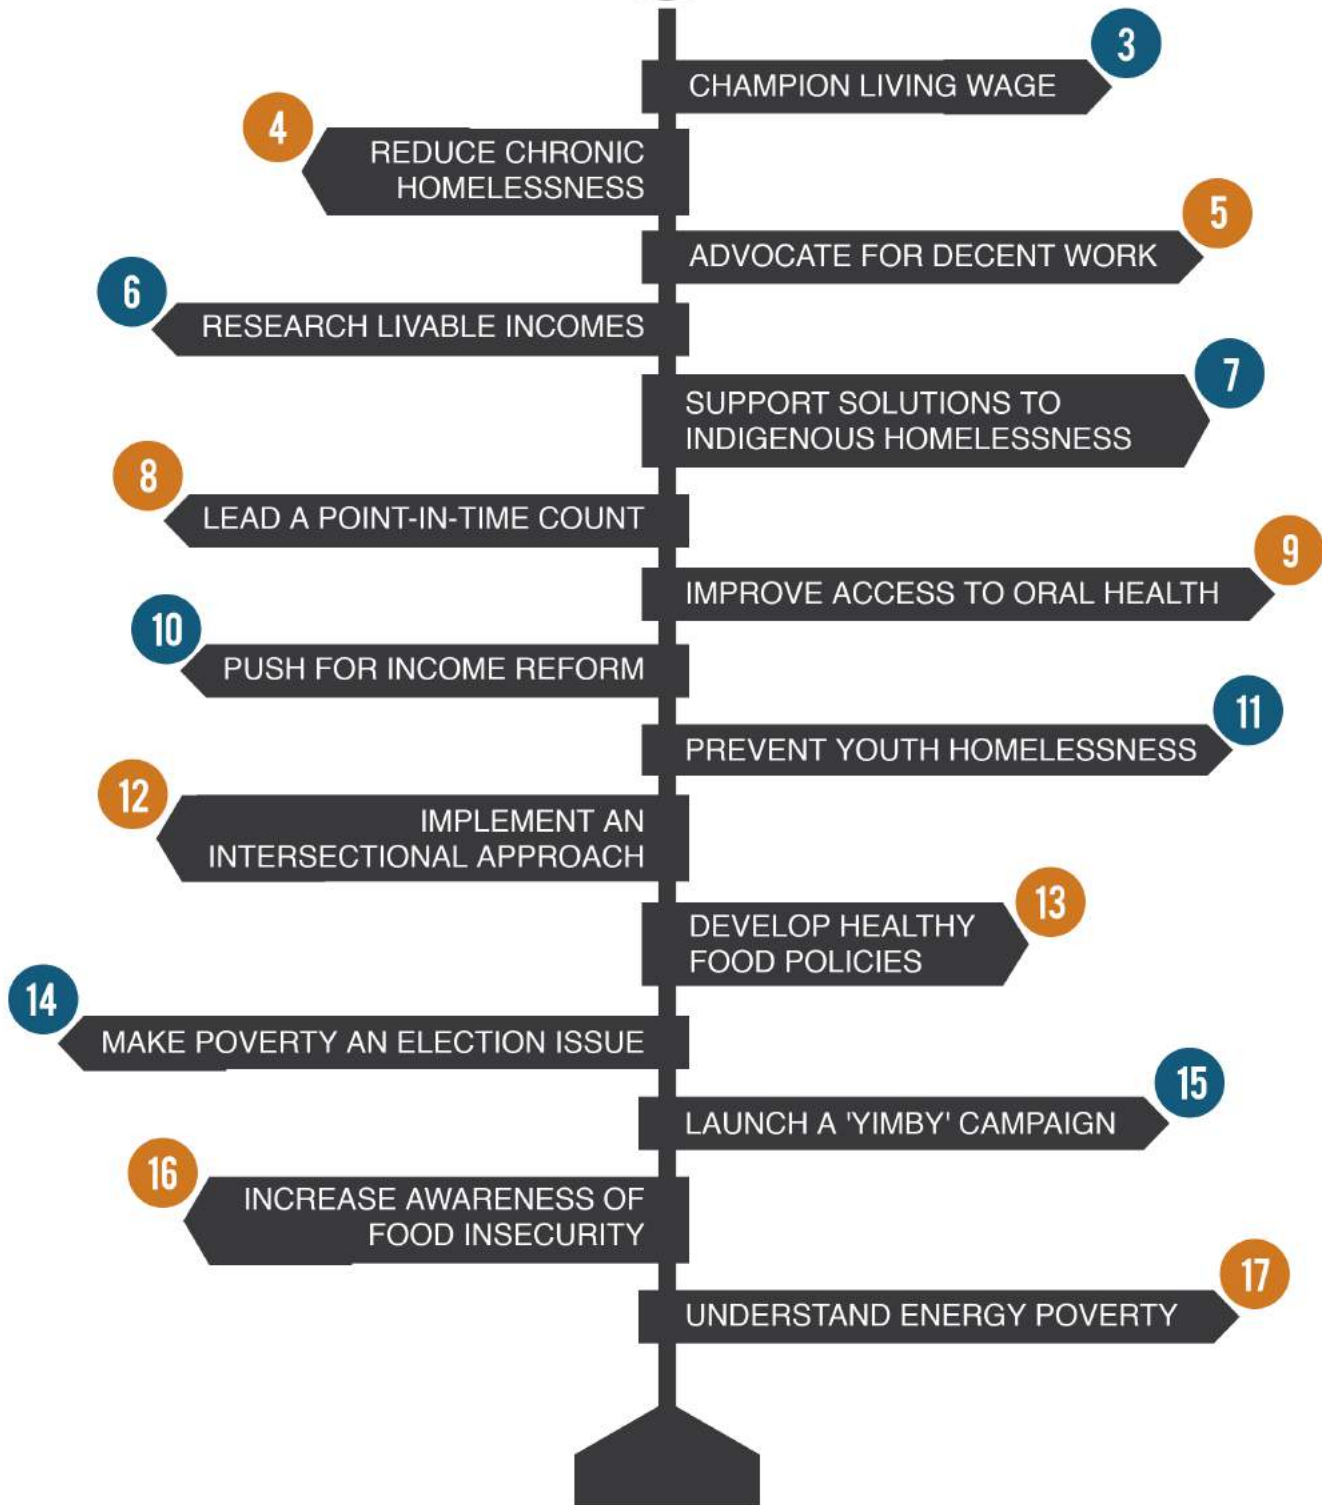 3
CHAMPION LIVING WAGE
4
REDUCE CHRONIC
HOMELESSNESS
5
ADVOCATE FOR DECENT WORK
6
RESEARCH LIVABLE INCOMES
7
SUPPORT SOLUTIONS TO
INDIGENOUS HOMELESSNESS
8
LEAD A POINT-IN-TIME COUNT
9
IMPROVE ACCESS TO ORAL HEALTH
10
PUSH FOR INCOME REFORM
11
PREVENT YOUTH HOMELESSNESS
12
IMPLEMENT AN
INTERSECTIONAL APPROACH
13
DEVELOP HEALTHY
FOOD POLICIES
14
MAKE POVERTY AN ELECTION ISSUE
15
LAUNCH A 'YIMBY' CAMPAIGN
16
INCREASE AWARENESS OF
FOOD INSECURITY
17
UNDERSTAND ENERGY POVERTY